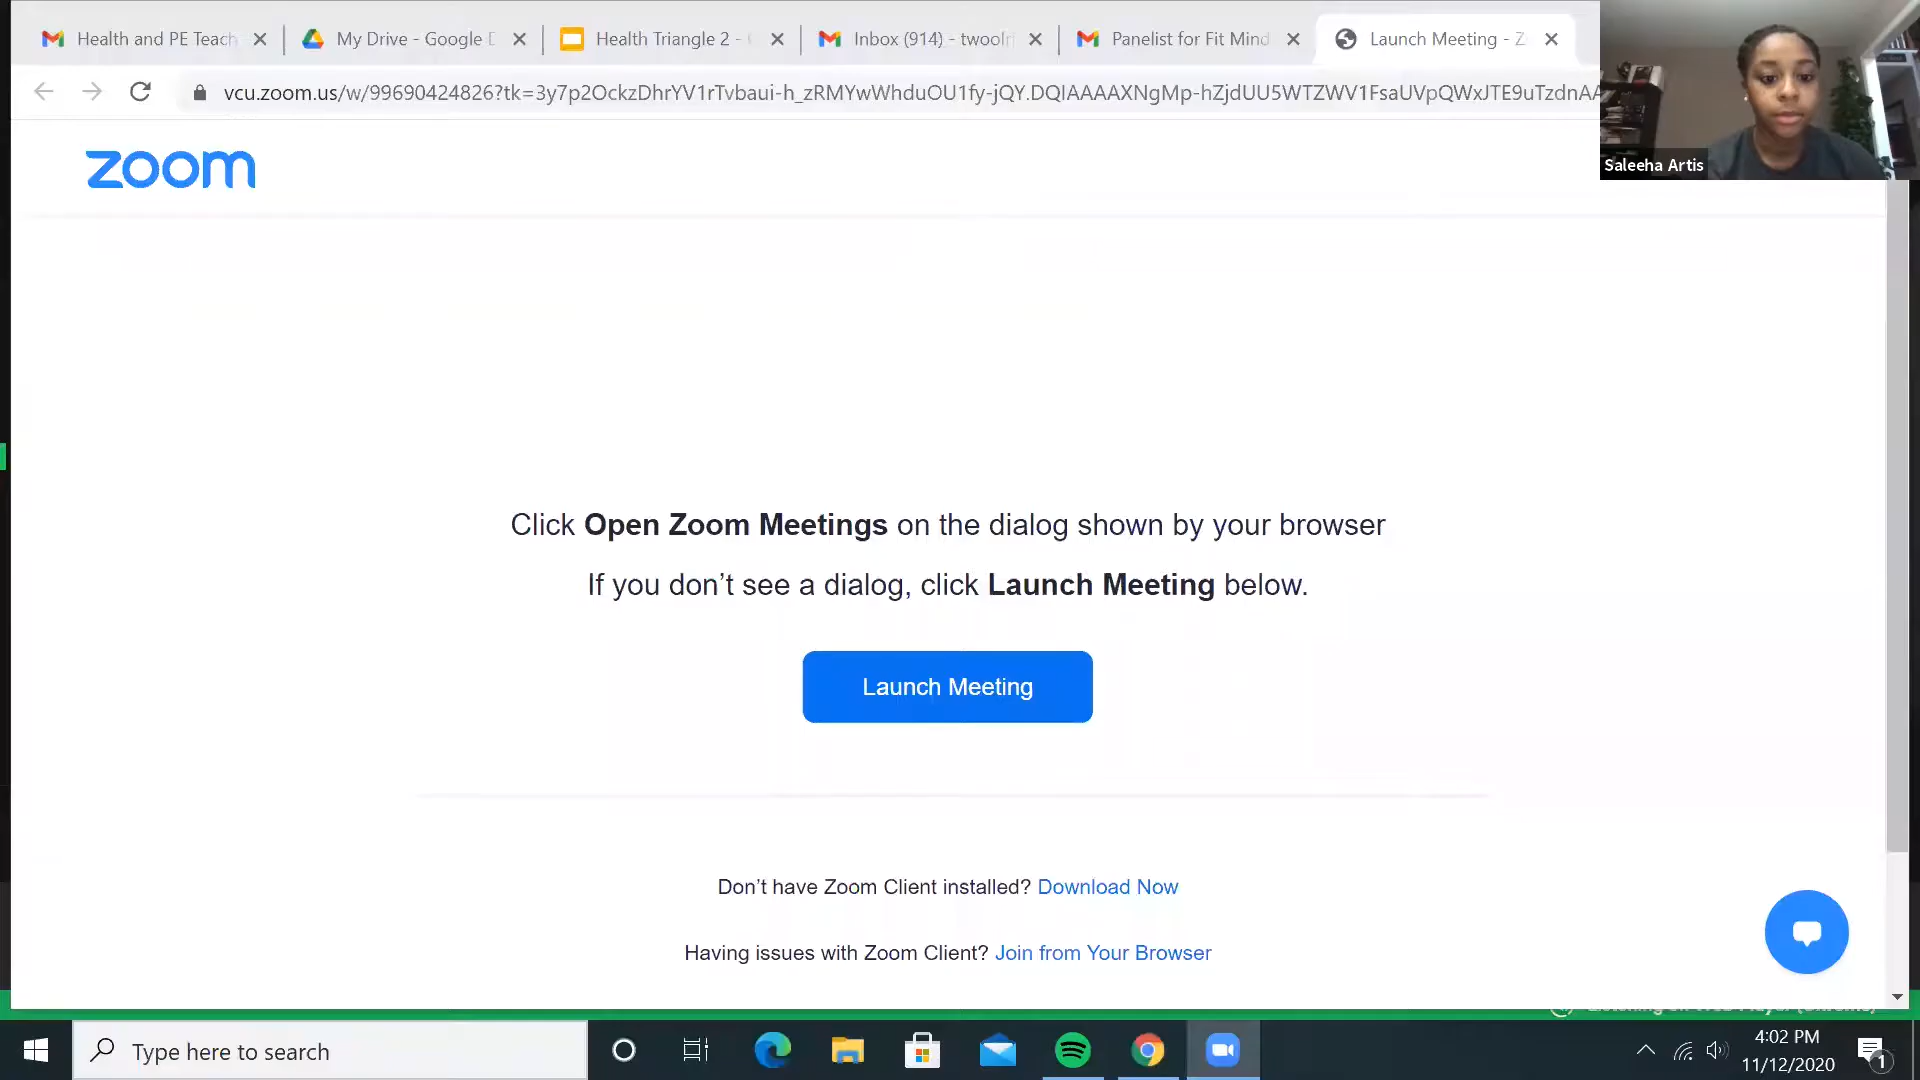 Health and PE Teach
My Drive - Google D
Health Triangle 2 -
Inbox (914) - twoolri
Panelist for Fit Mind
Launch Meeting - Z
vcu.zoom.us/w/99690424826?tk=3y7p2OckzDhrYV1rTvbaui-h_zRMYwWhduOU1fy-jQY.DQIAAAAXNgMp-hZjdUU5WTZWV1FsaUVpQWxJTE9uTzdnAA
Saleeha Artis
zoom
Click Open Zoom Meetings on the dialog shown by your browser
If you don’t see a dialog, click Launch Meeting below.
Launch Meeting
Don’t have Zoom Client installed? Download Now
Having issues with Zoom Client? Join from Your Browser
Type here to search
4:02 PM
11/12/2020
1